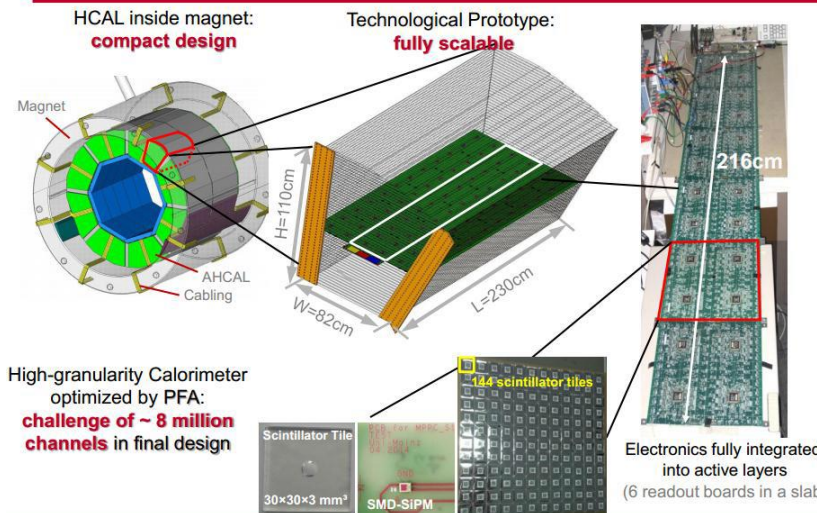 HCAL inside magnet:
compact design
Technological Prototype:
fully scalable
Magnet
AHCAL
Cabling
H=110cm
W=82cm
L=230cm
216cm
High-granularity Calorimeter
optimized by PFA:
challenge of ~ 8 million
channels in final design
Scintillator Tile
30×30×3 mm³
SMD-SiPM
144 scintillator tiles
Electronics fully integrated
into active layers
(6 readout boards in a slab